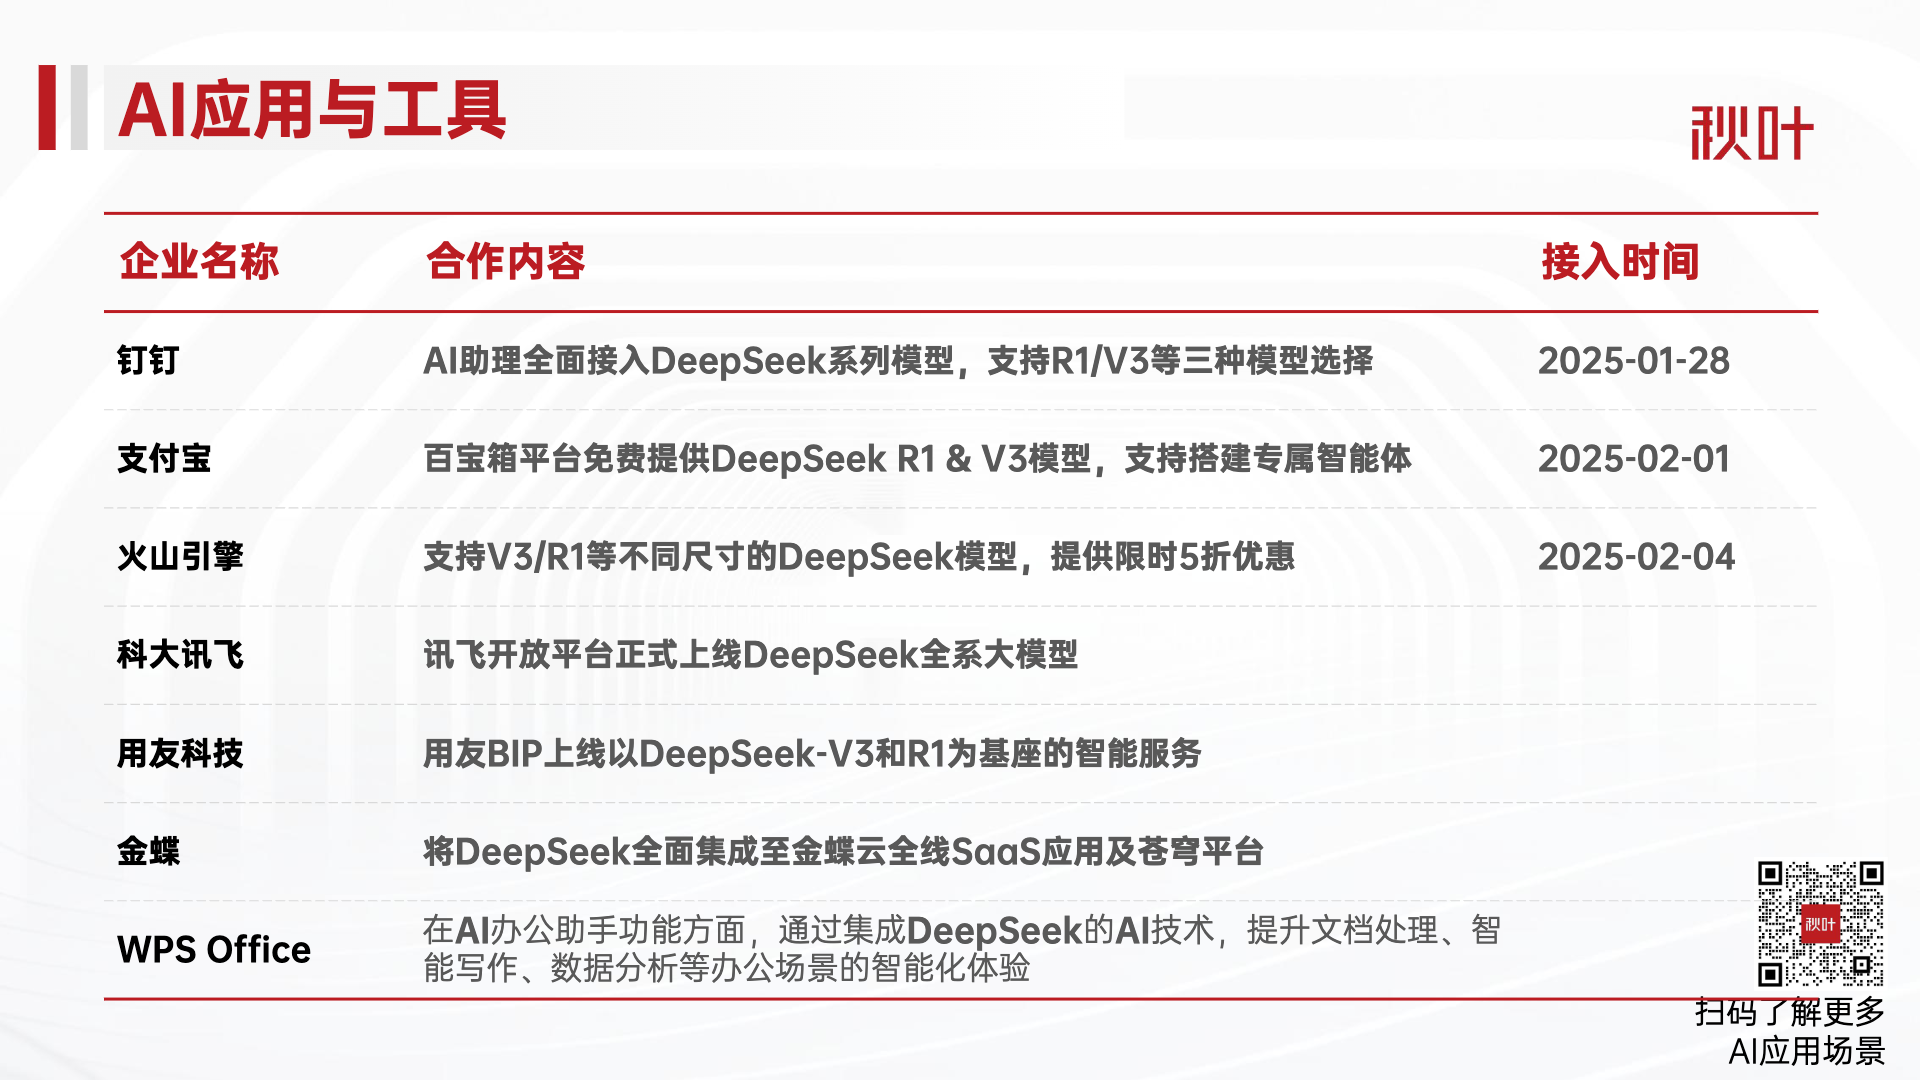 AI应用与工具
秋叶
企业名称 合作内容 接入时间
钉钉 AI助理全面接入DeepSeek系列模型，支持R1/V3等三种模型选择 2025-01-28
支付宝 百宝箱平台免费提供DeepSeek R1 & V3模型，支持搭建专属智能体 2025-02-01
火山引擎 支持V3/R1等不同尺寸的DeepSeek模型，提供限时5折优惠 2025-02-04
科大讯飞 讯飞开放平台正式上线DeepSeek全系大模型
用友科技 用友BIP上线以DeepSeek-V3和R1为基座的智能服务
金蝶 将DeepSeek全面集成至金蝶云全线SaaS应用及苍穹平台
WPS Office 在AI办公助手功能方面，通过集成DeepSeek的AI技术，提升文档处理、智
能写作、数据分析等办公场景的智能化体验
秋叶
扫码了解更多
AI应用场景